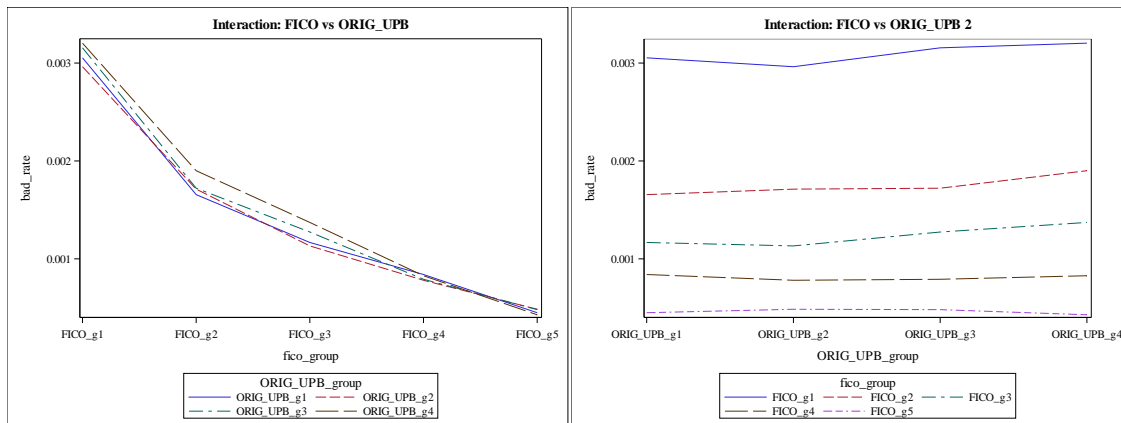 Interaction: FICO vs ORIG_UPB
bad_rate
0.003
0.002
0.001
FICO_g1 FICO_g2 FICO_g3 FICO_g4 FICO_g5
fico_group
ORIG_UPB_group
ORIG_UPB_g1 ORIG_UPB_g2
ORIG_UPB_g3 ORIG_UPB_g4
Interaction: FICO vs ORIG_UPB 2
bad_rate
0.003
0.002
0.001
ORIG_UPB_g1 ORIG_UPB_g2 ORIG_UPB_g3 ORIG_UPB_g4
ORIG_UPB_group
fico_group
FICO_g1 FICO_g2 FICO_g3
FICO_g4 FICO_g5